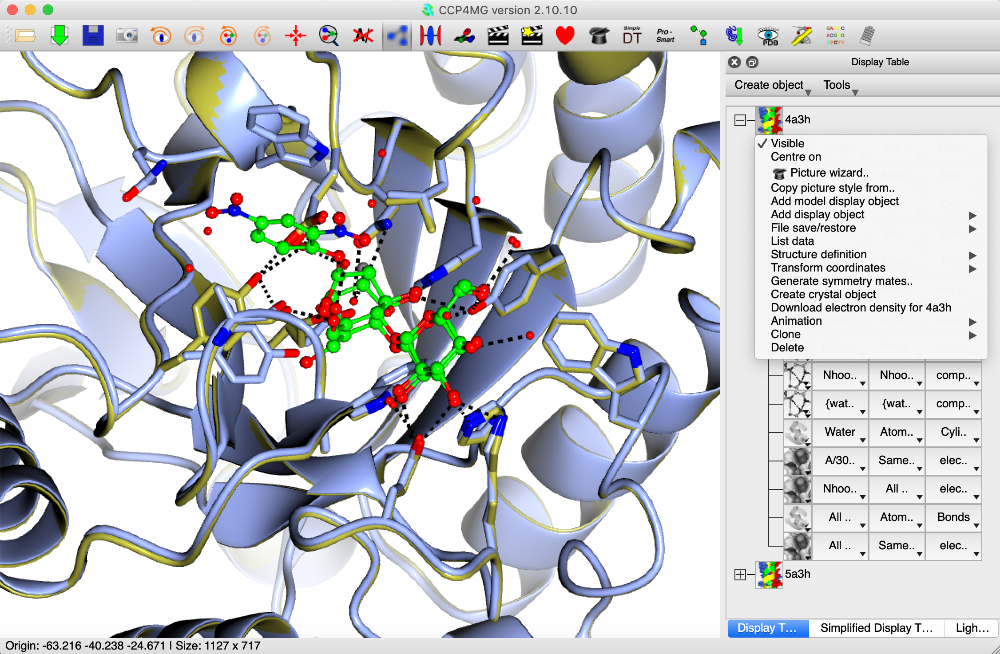 CCP4MG version 2.10.10
Simple
DT
Pro -
Smart
PDB
Display Table
Create object
Tools
4a3h
Visible
Centre on
Picture wizard..
Copy picture style from..
Add model display object
Add display object
File save/restore
List data
Structure definition
Transform coordinates
Generate symmetry mates..
Create crystal object
Download electron density for 4a3h
Animation
Clone
Delete
Nhoo.. Nhoo.. comp..
{wat.. {wat.. comp..
Water Atom.. Cyli..
A/30.. Same.. elec..
Nhoo.. All .. elec..
All .. Atom.. Bonds
All .. Same.. elec..
5a3h
Display T... Simplified Display T... Ligh...
Origin: -63.216 -40.238 -24.671 | Size: 1127 x 717